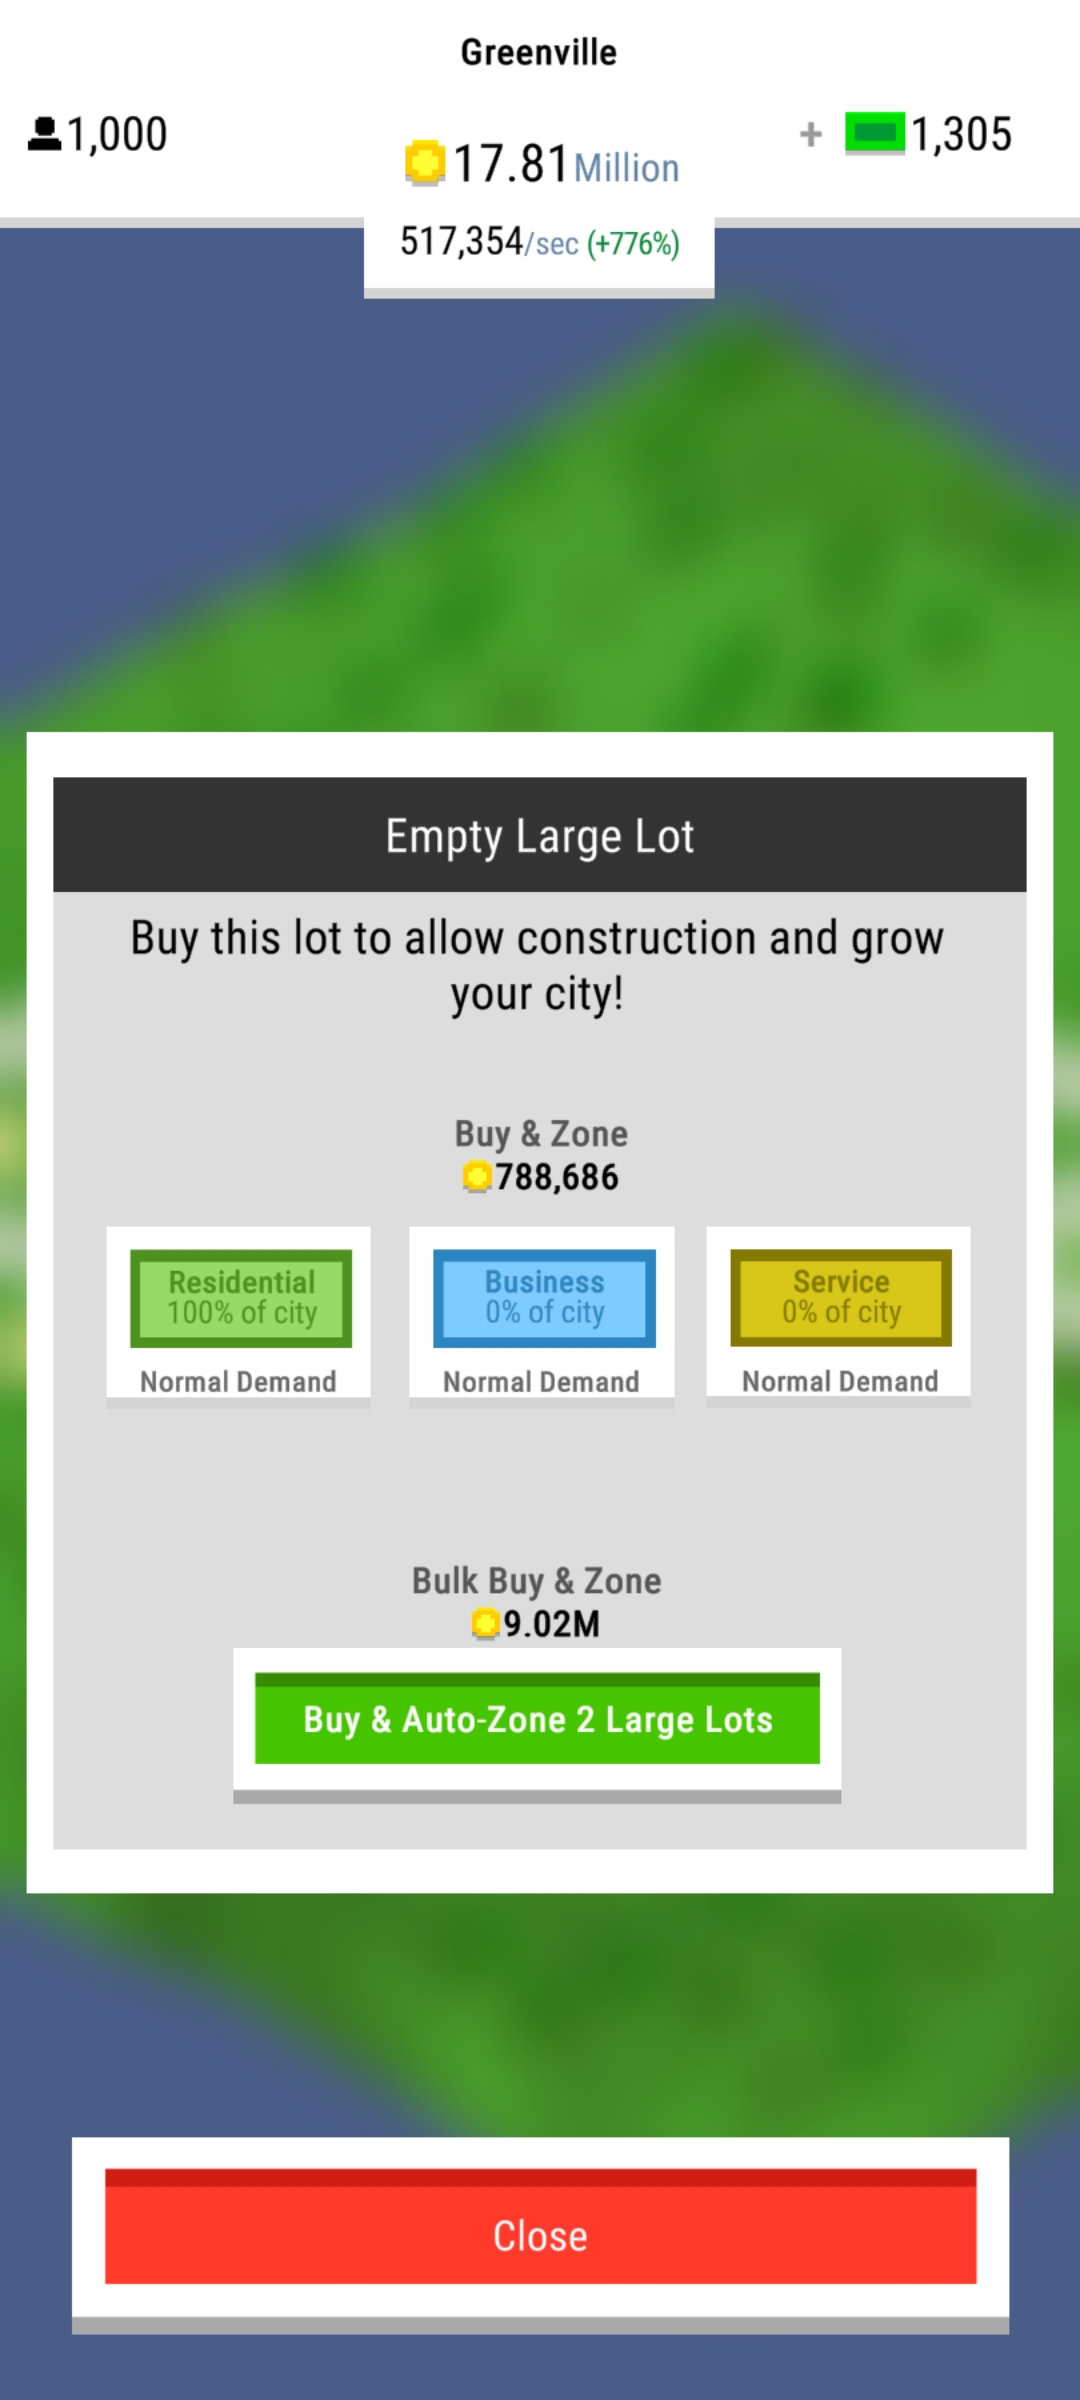 Greenville
1,000
17.81 Million
+ 1,305
517,354/sec (+776%)
Empty Large Lot
Buy this lot to allow construction and grow
your city!
Buy & Zone
788,686
Residential
100% of city
Normal Demand
Business
0% of city
Normal Demand
Service
0% of city
Normal Demand
Bulk Buy & Zone
9.02M
Buy & Auto-Zone 2 Large Lots
Close